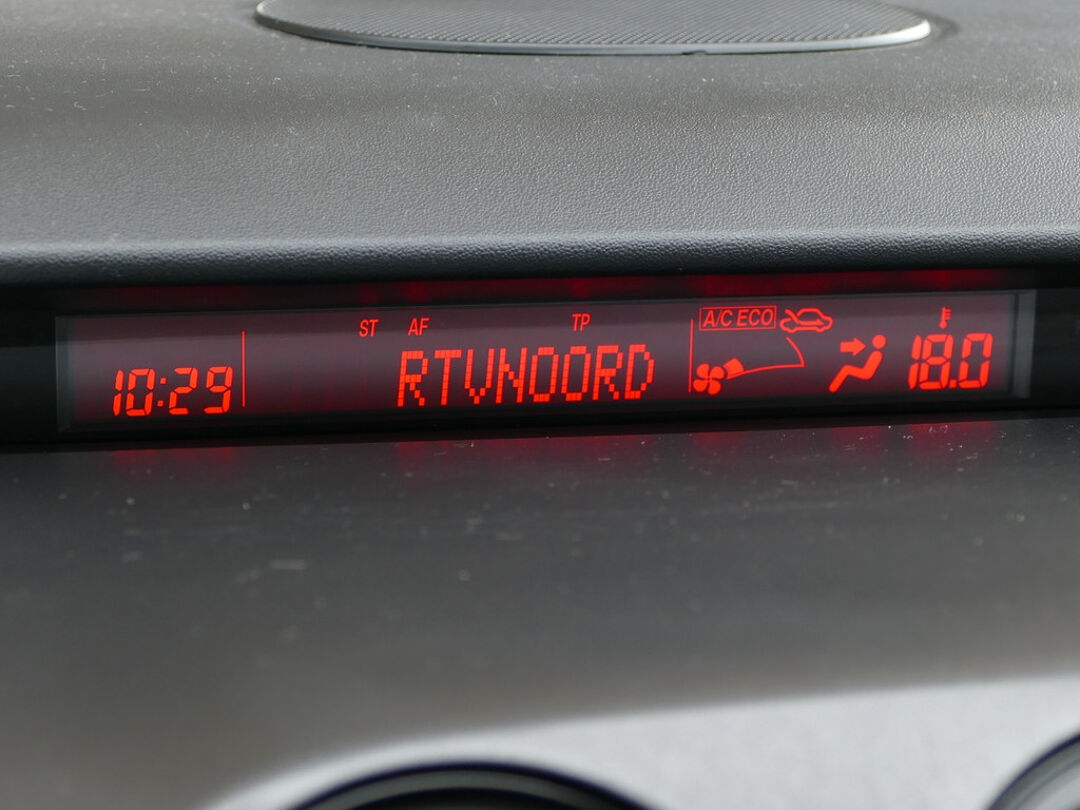 ST AF TP A/C ECO
10:29 RTVNOORD 18.0